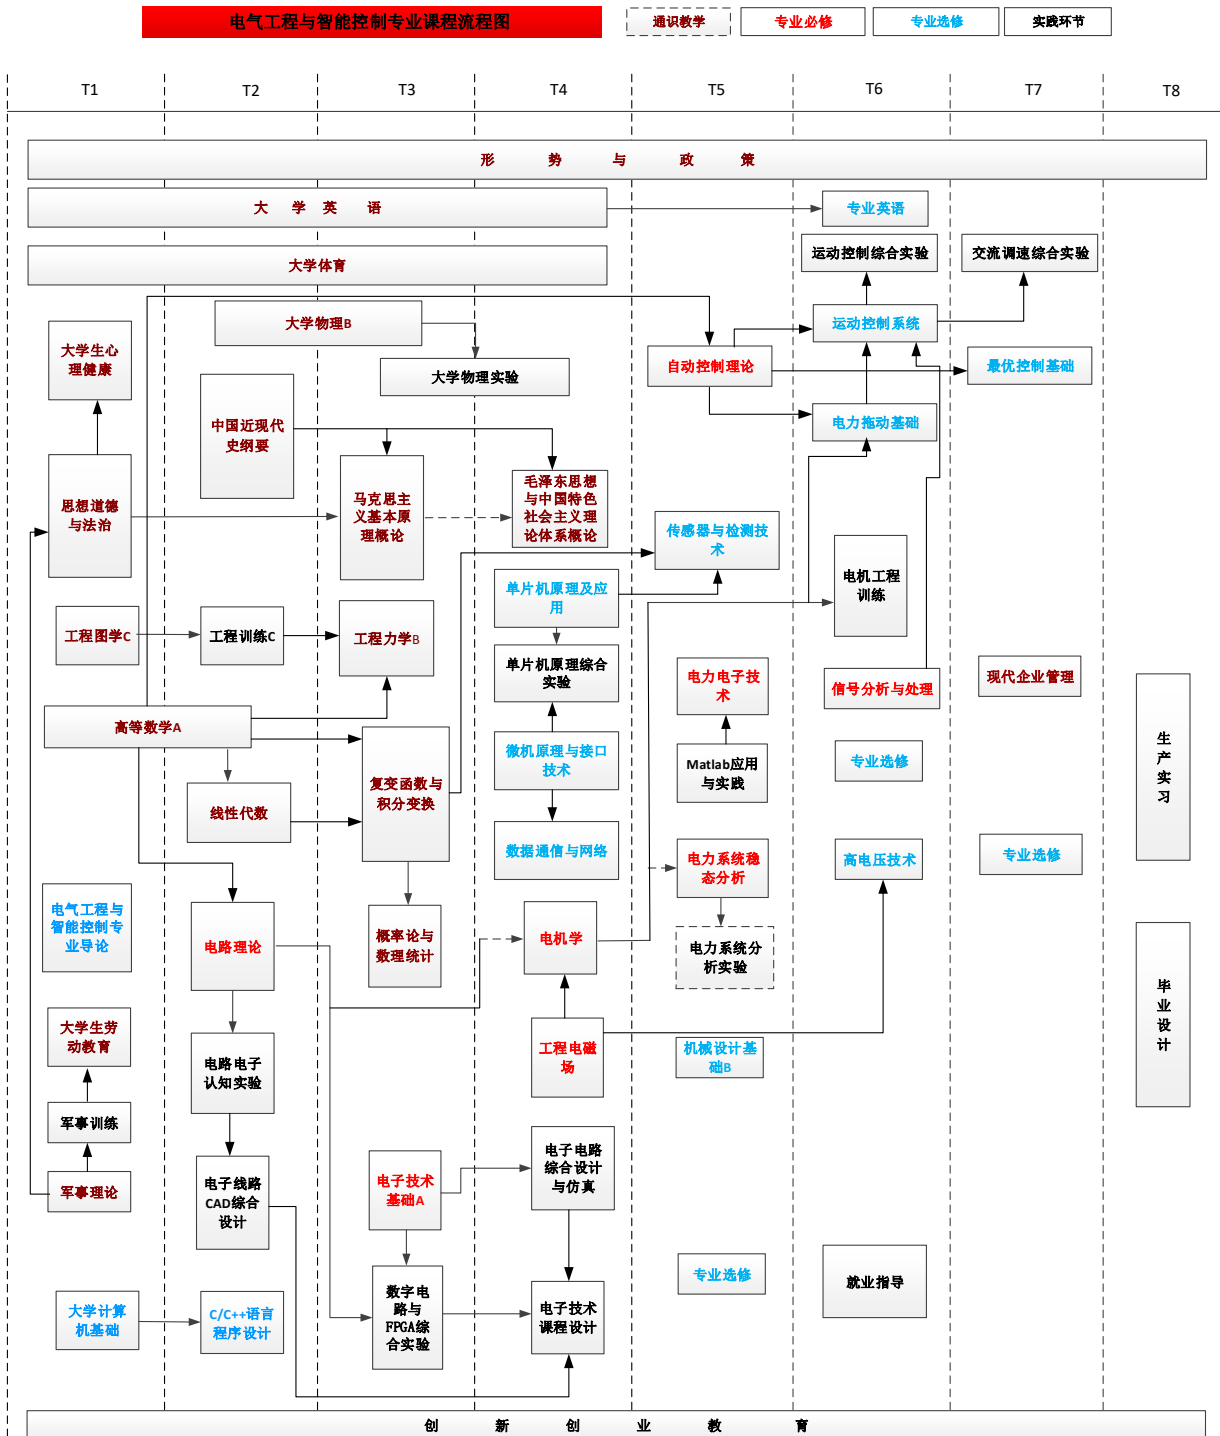 电气工程与智能控制专业课程流程图
通识教学
专业必修
专业选修
实践环节
T1
T2
T3
T4
T5
T6
T7
T8
形势与政策
大学英语
专业英语
运动控制综合实验
交流调速综合实验
大学体育
大学物理B
运动控制系统
大学生心
理健康
大学物理实验
自动控制理论
最优控制基础
中国近现代
史纲要
电力拖动基础
思想道德
与法治
马克思主
义基本原
理概论
毛泽东思想
与中国特色
社会主义理
论体系概论
传感器与检测技
术
单片机原理及应
用
电机工程
训练
工程图学C
工程训练C
工程力学B
单片机原理综合
实验
电力电子技
术
信号分析与处理
现代企业管理
高等数学A
微机原理与接口
技术
Matlab应用
与实践
专业选修
生
产
实
习
复变函数与
积分变换
线性代数
数据通信与网络
电力系统稳
态分析
高电压技术
专业选修
电气工程与
智能控制专
业导论
电路理论
概率论与
数理统计
电机学
电力系统分
析实验
毕
业
设
计
大学生劳
动教育
电路电子
认知实验
工程电磁
场
机械设计基
础B
军事训练
军事理论
电子线路
CAD综合
设计
电子技术
基础A
电子电路
综合设计
与仿真
专业选修
就业指导
大学计算
机基础
C/C++语言
程序设计
数字电
路与
FPGA综
合实验
电子技术
课程设计
创新创业教育